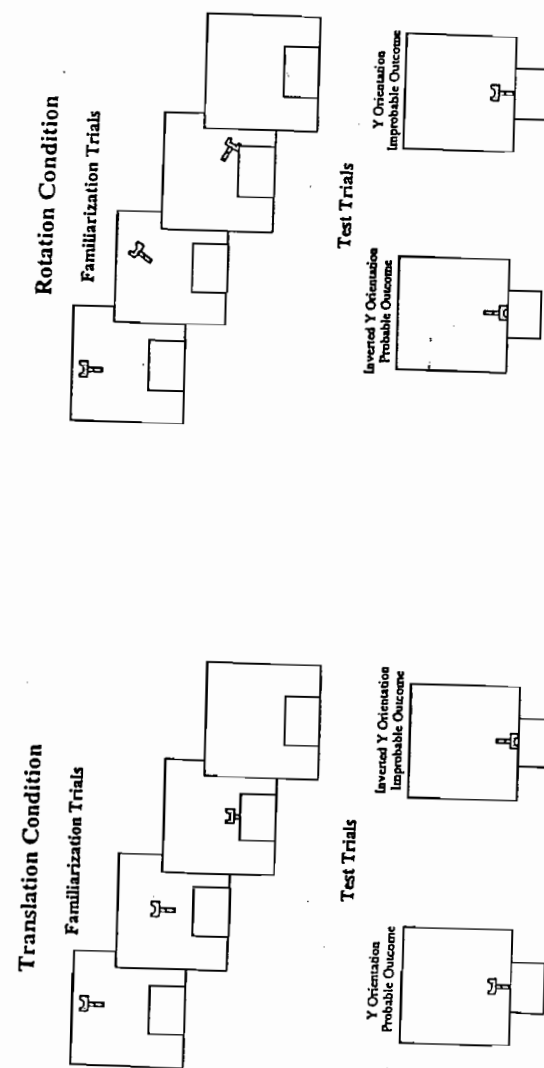 Rotation Condition
Familiarization Trials
Test Trials
Inverted Y Orientation
Probable Outcome
Y Orientation
Improbable Outcome
Translation Condition
Familiarization Trials
Test Trials
Y Orientation
Probable Outcome
Inverted Y Orientation
Improbable Outcome